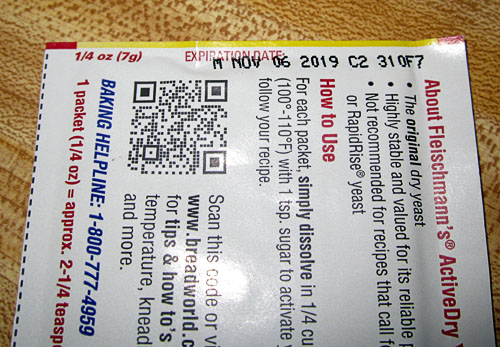 1/4 oz (7g)
EXPIRATION DATE:
M NOV 06 2019 C2 310F7
About Fleischmann's® ActiveDry
• The original dry yeast
• Highly stable and valued for its reliable
• Not recommended for recipes that call
or RapidRise® yeast
How to Use
For each packet, simply dissolve in 1/4
(100°-110°F) with 1 tsp. sugar to activate
follow your recipe.
Scan this code or
www.breadworld.c
for tips & how to's
temperature, knead
and more.
BAKING HELPLINE: 1-800-777-4959
1 packet (1/4 oz) = approx. 2-1/4 teasp